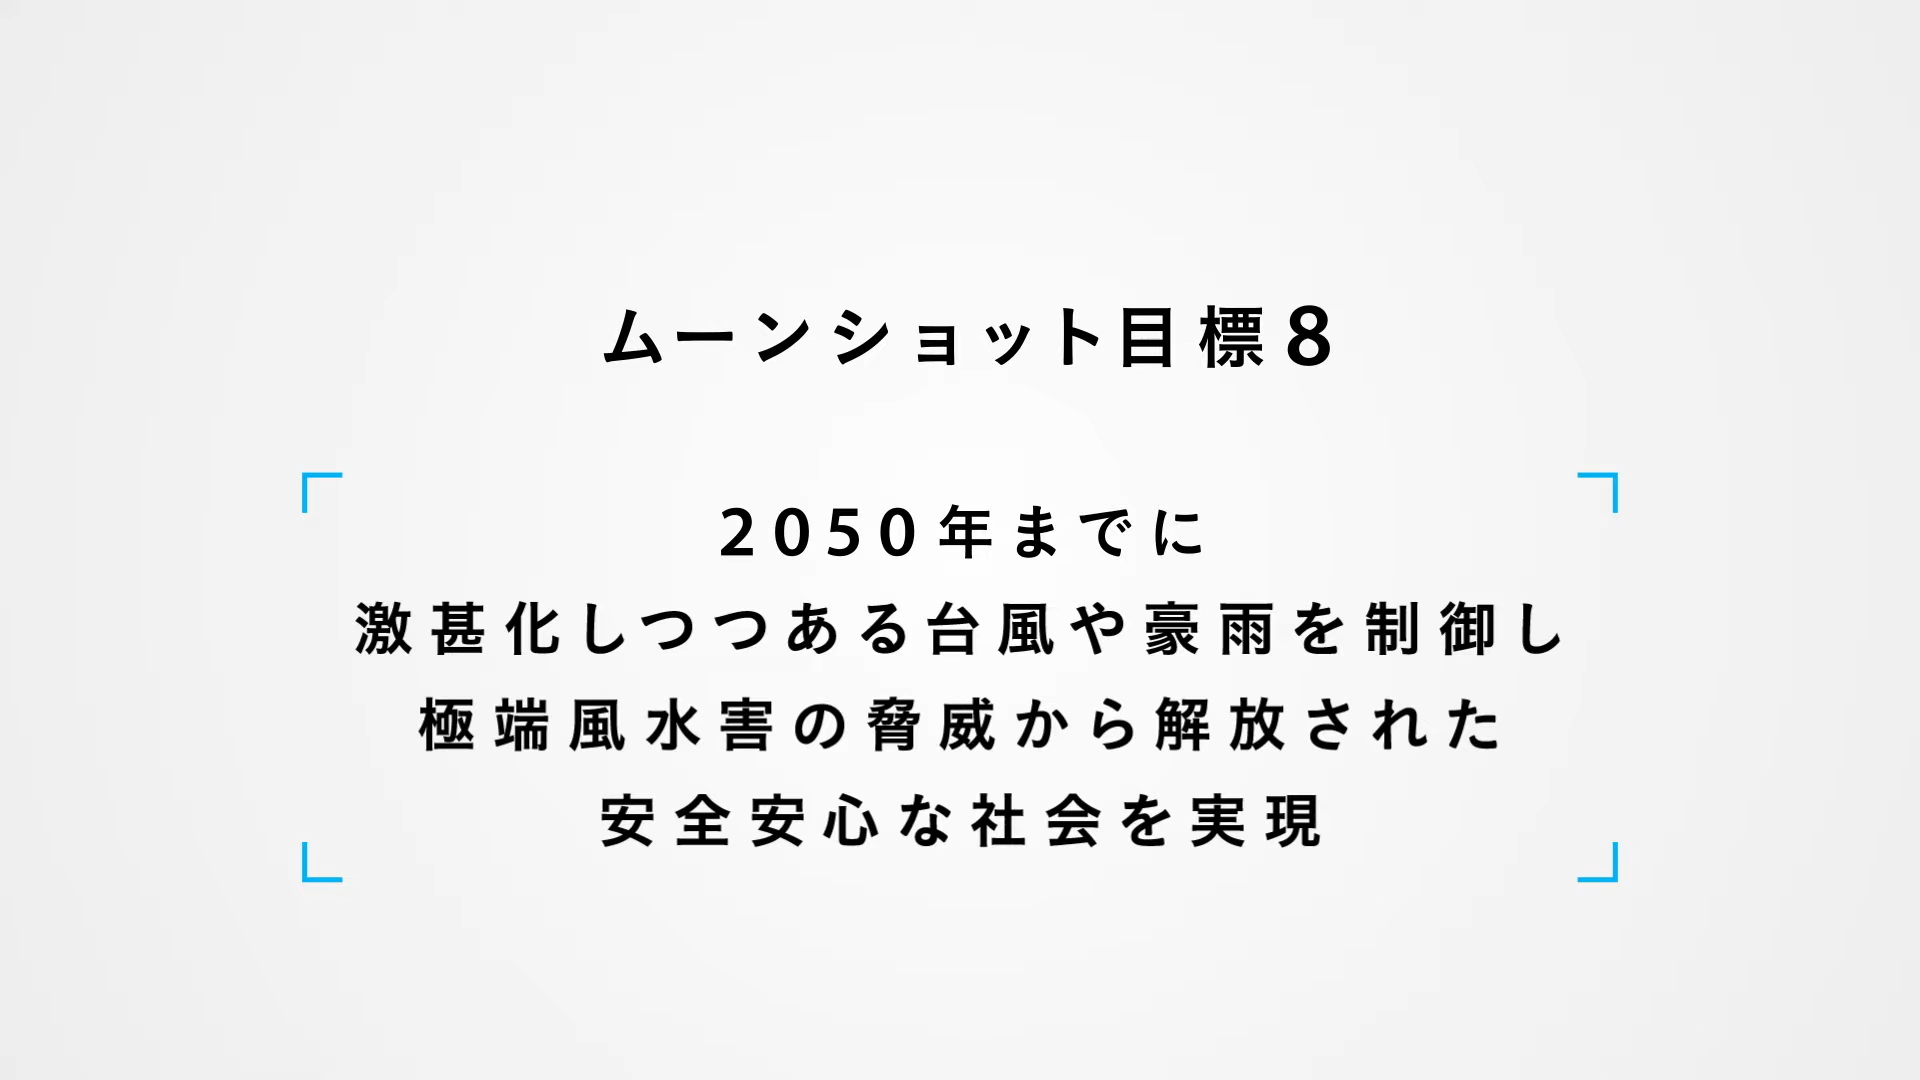 ムーンショット目標8
2050年までに
激甚化しつつある台風や豪雨を制御し
極端風水害の脅威から解放された
安全安心な社会を実現